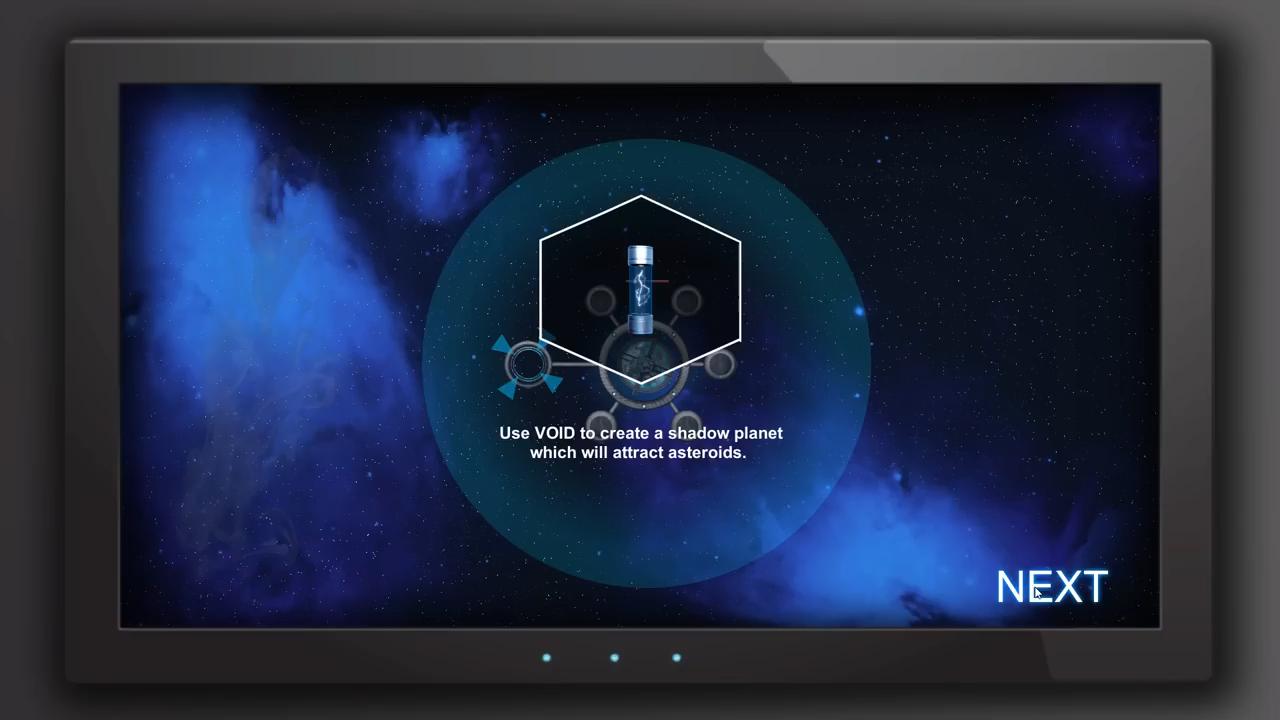 Use VOID to create a shadow planet
which will attract asteroids.
NEXT